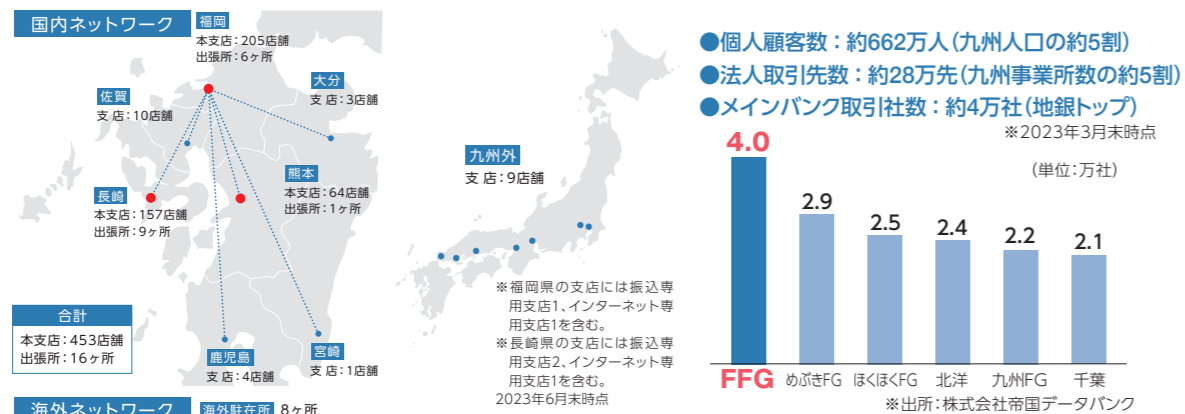 国内ネットワーク
福岡
本支店：205店舗
出張所：6ヶ所
大分
支 店：3店舗
佐賀
支 店：10店舗
熊本
本支店：64店舗
出張所：1ヶ所
長崎
本支店：157店舗
出張所：9ヶ所
合計
本支店：453店舗
出張所：16ヶ所
鹿児島
支 店：4店舗
宮崎
支 店：1店舗
九州外
支 店：9店舗
※福岡県の支店には振込専
用支店1、インターネット専
用支店1を含む。
※長崎県の支店には振込専
用支店2、インターネット専
用支店1を含む。
2023年6月末時点
海外ネットワーク
海外駐在所 8ヶ所
●個人顧客数：約662万人（九州人口の約5割）
●法人取引先数：約28万先（九州事業所数の約5割）
●メインバンク取引社数：約4万社（地銀トップ）
※2023年3月末時点
（単位：万社）
4.0
2.9
2.5
2.4
2.2
2.1
FFG
めぶきFG
ほくほくFG
北洋
九州FG
千葉
※出所：株式会社帝国データバンク